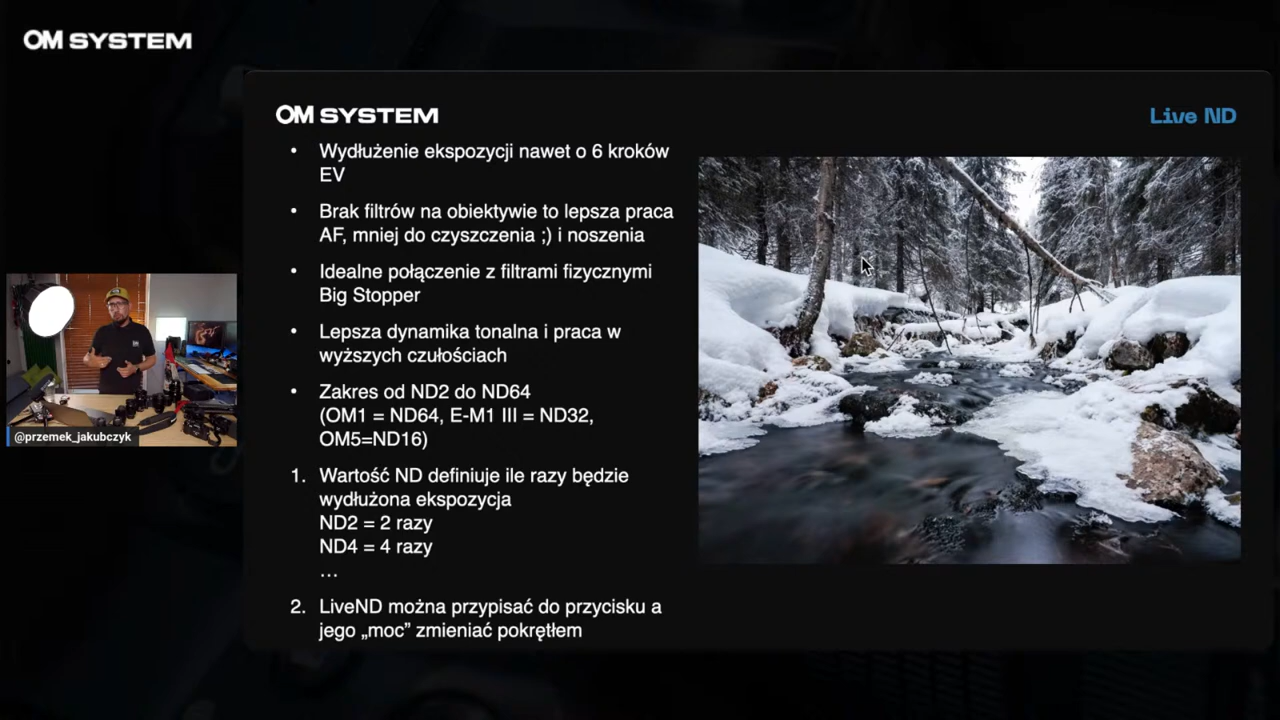 OM SYSTEM
OM SYSTEM
Live ND
• Wydłużenie ekspozycji nawet o 6 kroków
EV
• Brak filtrów na obiektywie to lepsza praca
AF, mniej do czyszczenia ;) i noszenia
• Idealne połączenie z filtrami fizycznymi
Big Stopper
• Lepsza dynamika tonalna i praca w
wyższych czułościach
• Zakres od ND2 do ND64
(OM1 = ND64, E-M1 III = ND32,
OM5=ND16)
1. Wartość ND definiuje ile razy będzie
wydłużona ekspozycja
ND2 = 2 razy
ND4 = 4 razy
…
2. LiveND można przypisać do przycisku a
jego „moc” zmieniać pokrętłem
@przemek_jakubczyk